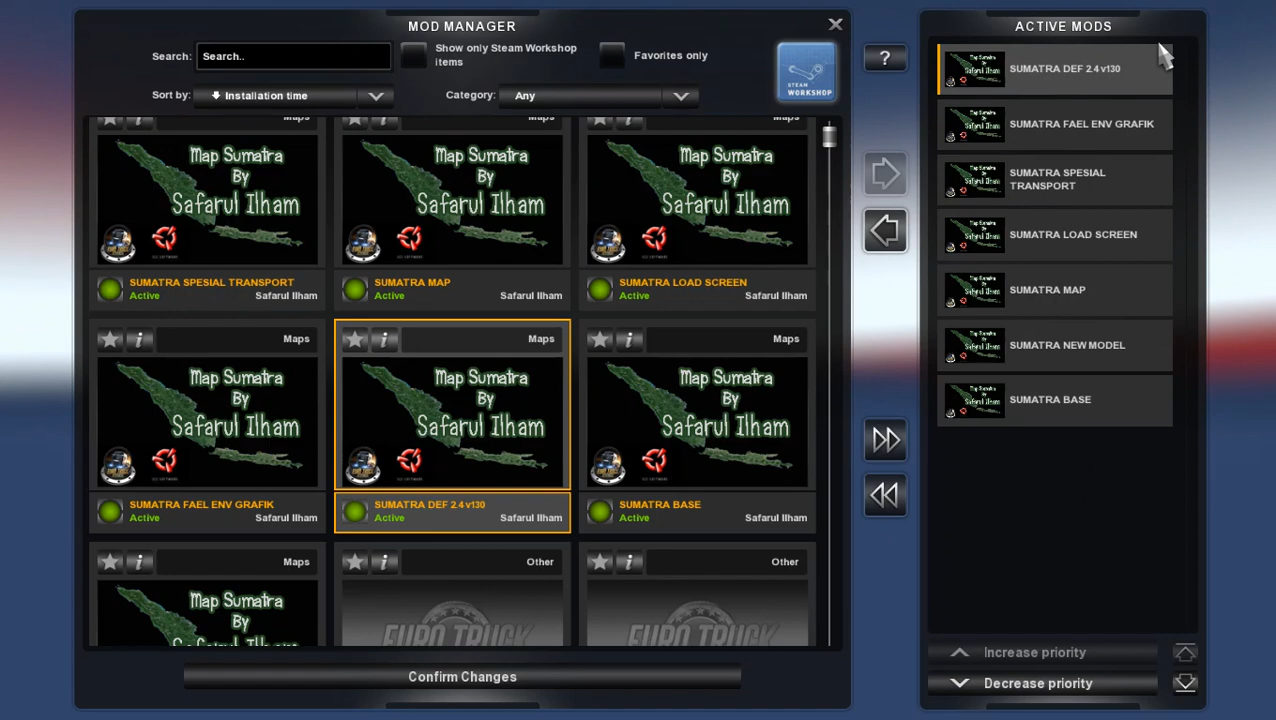 MOD MANAGER
Search:
Search..
Show only Steam Workshop
items
Favorites only
STEAM
WORKSHOP
Sort by:
Installation time
Category:
Any
Maps
Maps
Maps
Map Sumatra
By
Safarul Ilham
Map Sumatra
By
Safarul Ilham
Map Sumatra
By
Safarul Ilham
SUMATRA SPESIAL TRANSPORT
Active
Safarul Ilham
SUMATRA MAP
Active
Safarul Ilham
SUMATRA LOAD SCREEN
Active
Safarul Ilham
Maps
Maps
Maps
Map Sumatra
By
Safarul Ilham
Map Sumatra
By
Safarul Ilham
Map Sumatra
By
Safarul Ilham
SUMATRA FAEL ENV GRAFIK
Active
Safarul Ilham
SUMATRA DEF 2.4 v130
Active
Safarul Ilham
SUMATRA BASE
Active
Safarul Ilham
Maps
Other
Other
Map Sumatra
By
Safarul Ilham
EURO TRUCK
EURO TRUCK
Confirm Changes
?
ACTIVE MODS
SUMATRA DEF 2.4 v130
SUMATRA FAEL ENV GRAFIK
SUMATRA SPESIAL
TRANSPORT
SUMATRA LOAD SCREEN
SUMATRA MAP
SUMATRA NEW MODEL
SUMATRA BASE
Increase priority
Decrease priority